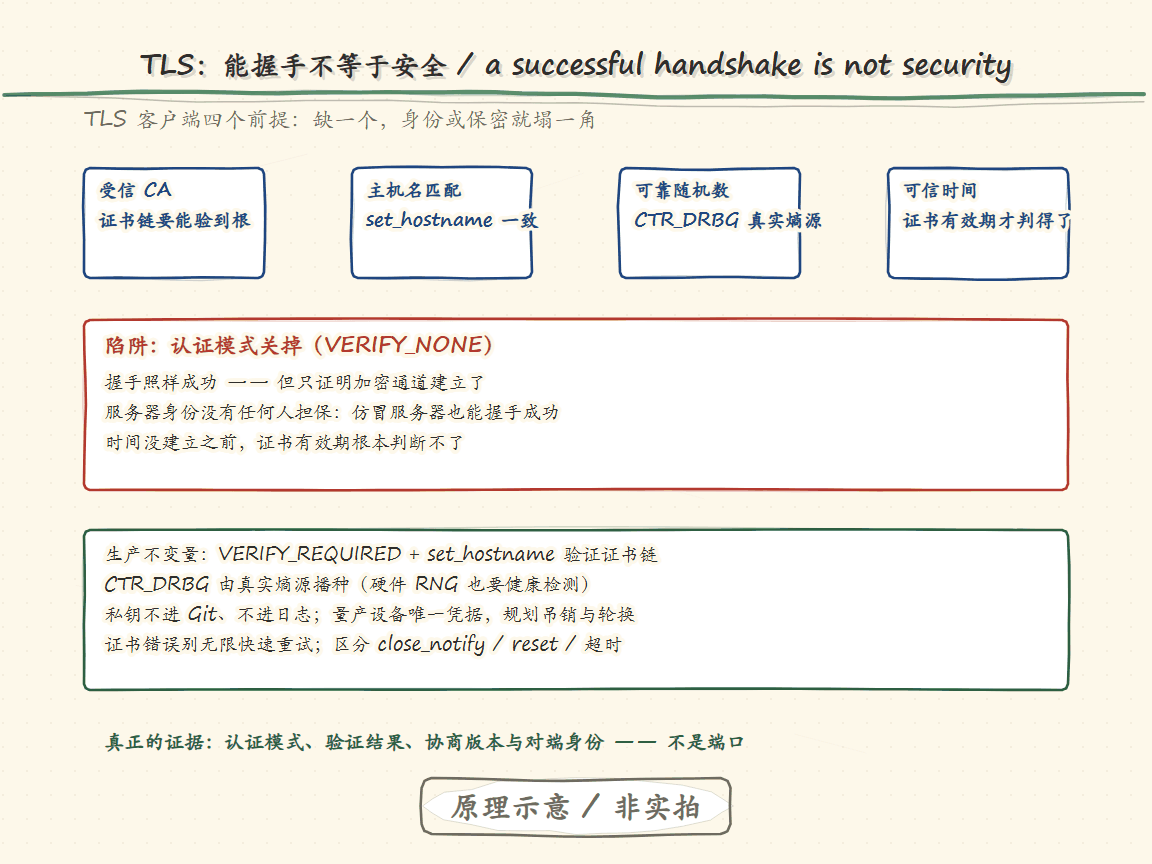 TLS：能握手不等于安全 / a successful handshake is not security
TLS 客户端四个前提：缺一个，身份或保密就塌一角
受信 CA
证书链要能验到根
主机名匹配
set_hostname 一致
可靠随机数
CTR_DRBG 真实熵源
可信时间
证书有效期才判得了
陷阱：认证模式关掉（VERIFY_NONE）
握手照样成功 —— 但只证明加密通道建立了
服务器身份没有任何人担保：仿冒服务器也能握手成功
时间没建立之前，证书有效期根本判断不了
生产不变量：VERIFY_REQUIRED + set_hostname 验证证书链
CTR_DRBG 由真实熵源播种（硬件 RNG 也要健康检测）
私钥不进 Git、不进日志；量产设备唯一凭据，规划吊销与轮换
证书错误别无限快速重试；区分 close_notify / reset / 超时
真正的证据：认证模式、验证结果、协商版本与对端身份 —— 不是端口
原理示意 / 非实拍